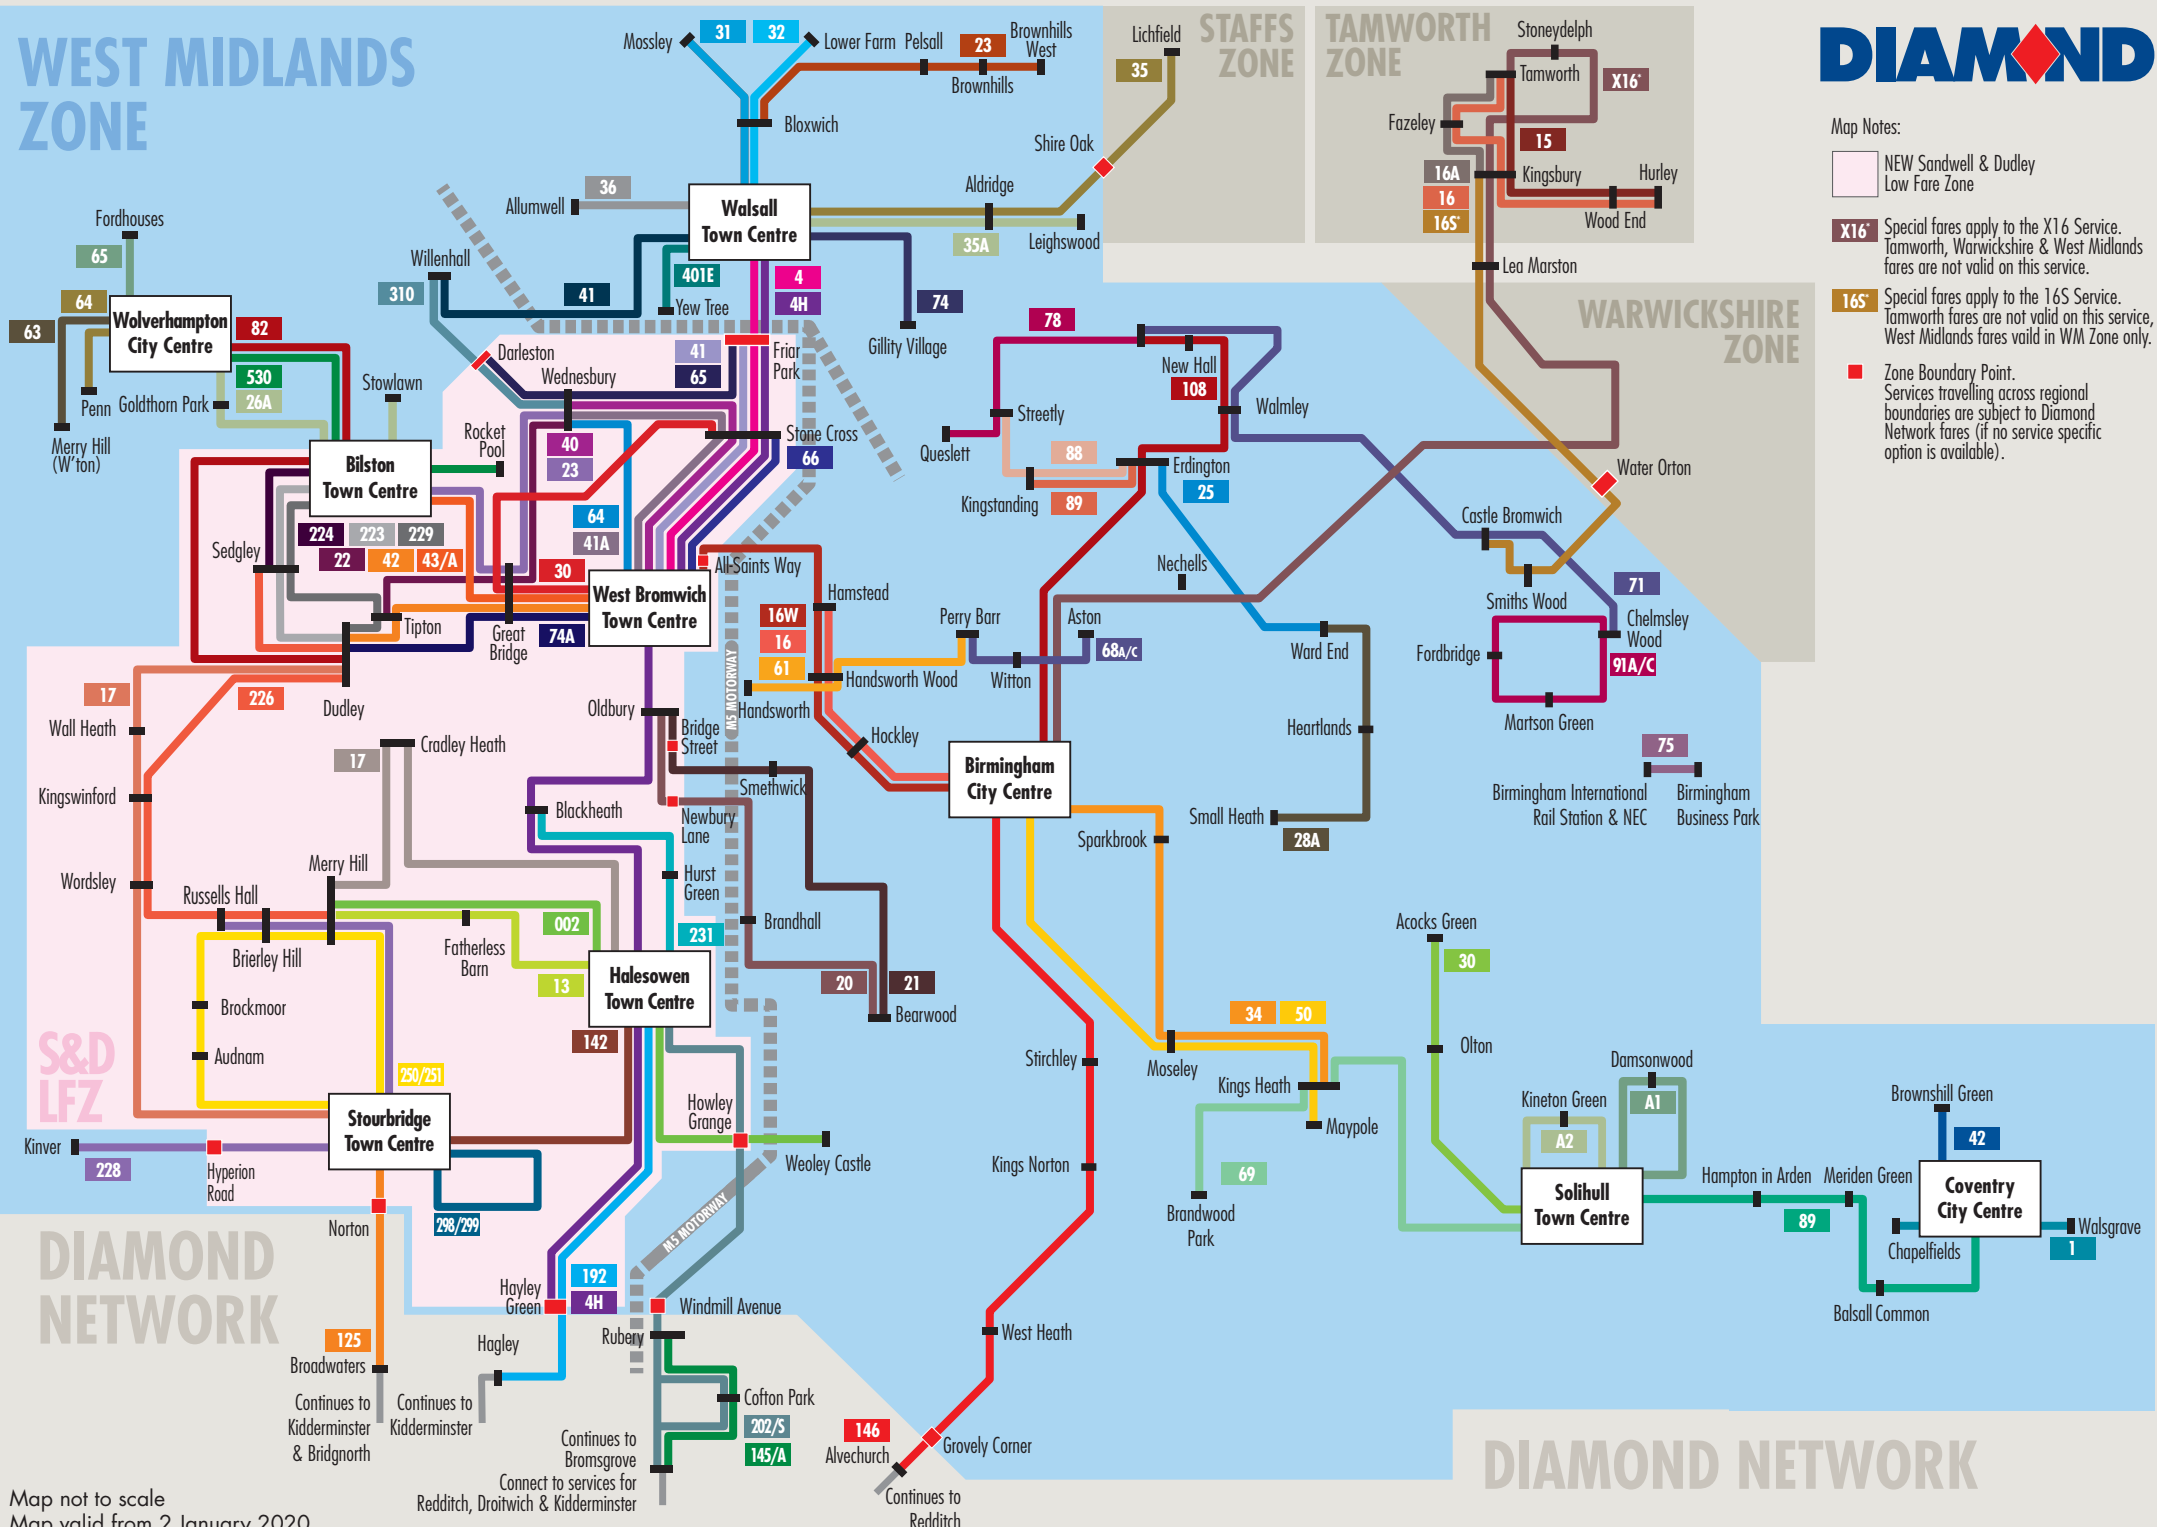 WEST MIDLANDS
ZONE
STAFFS
ZONE
TAMWORTH
ZONE
WARWICKSHIRE
ZONE
DIAMOND
Map Notes:
NEW Sandwell & Dudley
Low Fare Zone
X16*
Special fares apply to the X16 Service.
Tamworth, Warwickshire & West Midlands
fares are not valid on this service.
16S*
Special fares apply to the 16S Service.
Tamworth fares are not valid on this service,
West Midlands fares vaild in WM Zone only.
Zone Boundary Point.
Services travelling across regional
boundaries are subject to Diamond
Network fares (if no service specific
option is available).
Mossley
31
32
Lower Farm
Pelsall
23
Brownhills
West
Brownhills
Bloxwich
Lichfield
35
Shire Oak
Stoneydelph
Tamworth
X16*
Fazeley
15
16A
16
16S*
Kingsbury
Hurley
Wood End
Lea Marston
36
Allumwell
Walsall
Town Centre
Aldridge
35A
Leighswood
Fordhouses
65
64
63
Wolverhampton
City Centre
82
530
26A
Penn
Goldthorn Park
Merry Hill
(W'ton)
Stowlawn
Willenhall
310
41
401E
Yew Tree
4
4H
74
Gillity Village
Darleston
Wednesbury
41
65
Friar
Park
Rocket
Pool
40
23
Stone Cross
66
78
New Hall
108
Walmley
Streetly
Queslett
88
Kingstanding
89
Erdington
25
Water Orton
Castle Bromwich
Nechells
Smiths Wood
71
Chelmsley
Wood
Fordbridge
91A/C
Martson Green
Bilston
Town Centre
224
223
229
22
42
43/A
Sedgley
64
41A
30
All-Saints Way
West Bromwich
Town Centre
Tipton
Great
Bridge
74A
Hamstead
16W
16
61
Perry Barr
Aston
68A/C
Witton
Handsworth Wood
Handsworth
Hockley
M5 MOTORWAY
Ward End
Heartlands
Small Heath
28A
75
Birmingham International
Rail Station & NEC
Birmingham
Business Park
17
226
Dudley
Wall Heath
Oldbury
Bridge
Street
Smethwick
Cradley Heath
17
Kingswinford
Blackheath
Newbury
Lane
Birmingham
City Centre
Sparkbrook
Wordsley
Russells Hall
Merry Hill
Hurst
Green
Brierley Hill
Fatherless
Barn
002
13
231
Brandhall
Halesowen
Town Centre
20
21
Bearwood
Brockmoor
Audnam
S&D
LFZ
250/251
142
Stourbridge
Town Centre
Howley
Grange
Weoley Castle
Kinver
228
Hyperion
Road
Norton
298/299
Acocks Green
30
Olton
34
50
Moseley
Stirchley
Kings Heath
Maypole
Kings Norton
69
Brandwood
Park
Damsonwood
Kineton Green
A1
A2
Solihull
Town Centre
Hampton in Arden
Meriden Green
89
Brownshill Green
42
Coventry
City Centre
Chapelfields
Walsgrave
1
Balsall Common
DIAMOND
NETWORK
Hayley
Green
192
4H
M5 MOTORWAY
Windmill Avenue
Rubery
125
Broadwaters
Continues to
Kidderminster
& Bridgnorth
Hagley
Continues to
Kidderminster
Cofton Park
202/S
145/A
Continues to
Bromsgrove
Connect to services for
Redditch, Droitwich & Kidderminster
West Heath
146
Alvechurch
Grovely Corner
Continues to
Redditch
DIAMOND NETWORK
Map not to scale
Map valid from 2 January 2020